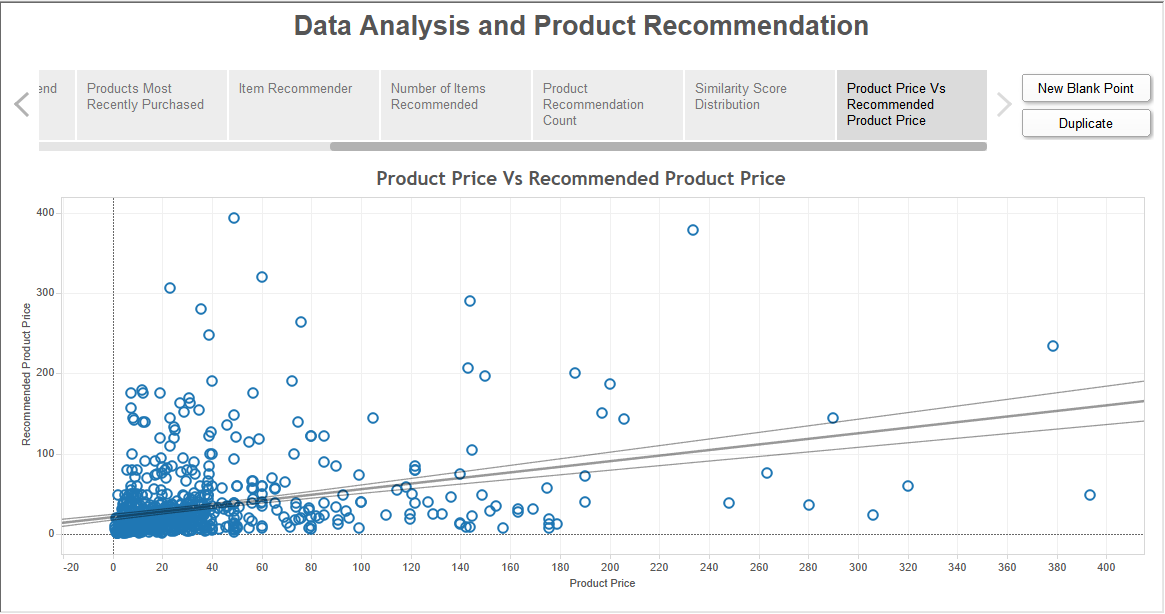 Data Analysis and Product Recommendation
end
Products Most
Recently Purchased
Item Recommender
Number of Items
Recommended
Product
Recommendation
Count
Similarity Score
Distribution
Product Price Vs
Recommended
Product Price
New Blank Point
Duplicate
Product Price Vs Recommended Product Price
Recommended Product Price
400
300
200
100
0
-20 0 20 40 60 80 100 120 140 160 180 200 220 240 260 280 300 320 340 360 380 400
Product Price